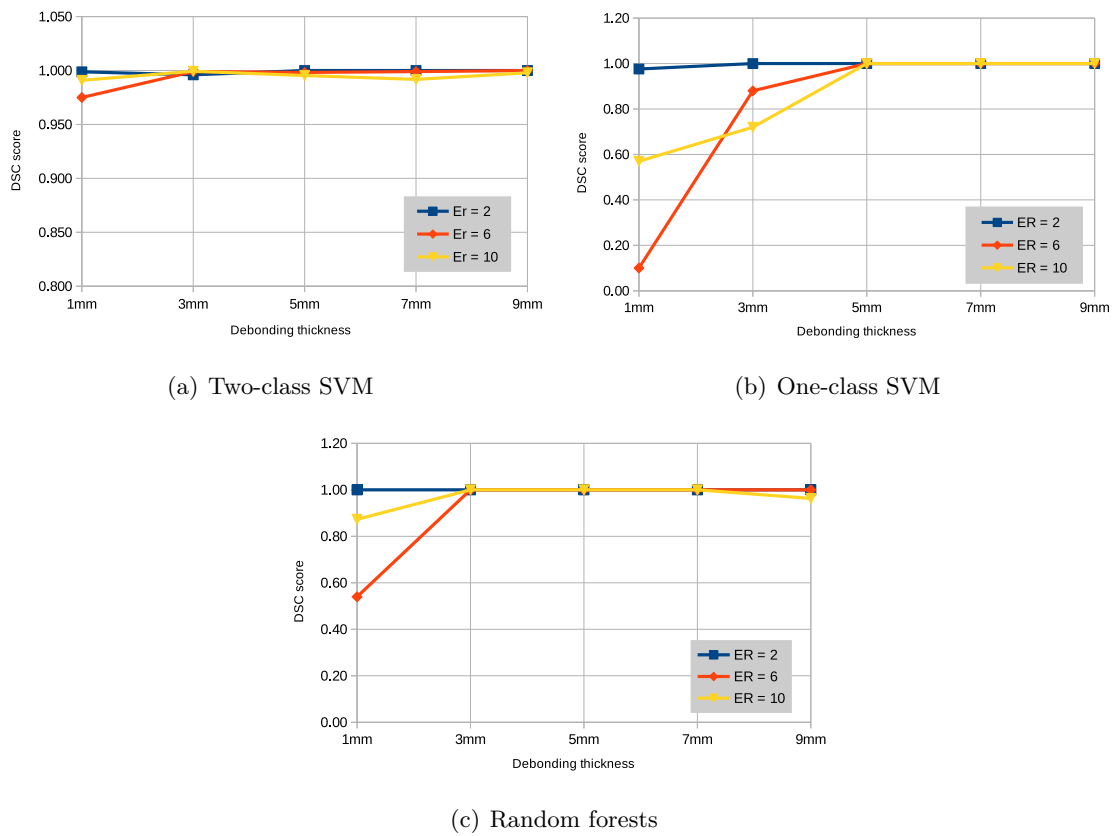 1.050
1.000
0.950
0.900
0.850
0.800
DSC score
1mm 3mm 5mm 7mm 9mm
Debonding thickness
Er = 2
Er = 6
Er = 10
(a) Two-class SVM
1.20
1.00
0.80
0.60
0.40
0.20
0.00
DSC score
1mm 3mm 5mm 7mm 9mm
Debonding thickness
ER = 2
ER = 6
ER = 10
(b) One-class SVM
1.20
1.00
0.80
0.60
0.40
0.20
0.00
DSC score
1mm 3mm 5mm 7mm 9mm
Debonding thickness
ER = 2
ER = 6
ER = 10
(c) Random forests